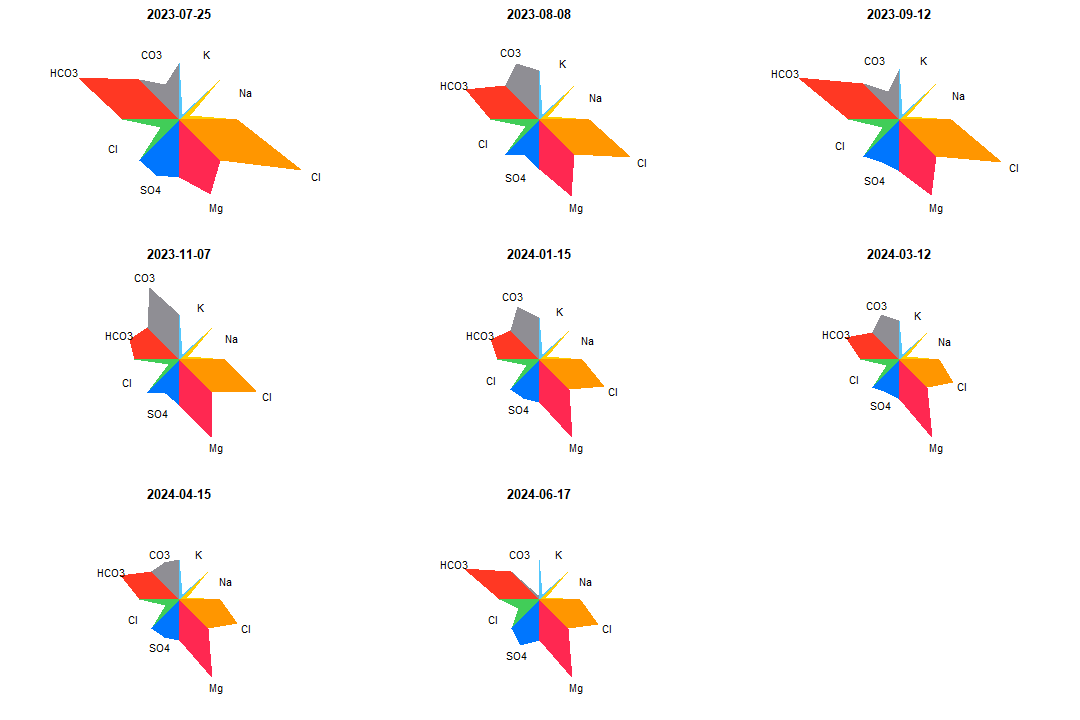 2023-07-25
CO3 K
HCO3
Na
Cl
Cl
SO4
Mg
2023-08-08
CO3
K
HCO3
Na
Cl
Cl
SO4
Mg
2023-09-12
CO3 K
HCO3
Na
Cl
Cl
SO4
Mg
2023-11-07
CO3
K
HCO3
Na
Cl
Cl
SO4
Mg
2024-01-15
CO3
K
HCO3
Na
Cl
Cl
SO4
Mg
2024-03-12
CO3
K
HCO3
Na
Cl
Cl
SO4
Mg
2024-04-15
CO3 K
HCO3
Na
Cl
Cl
SO4
Mg
2024-06-17
CO3 K
HCO3
Na
Cl
Cl
SO4
Mg